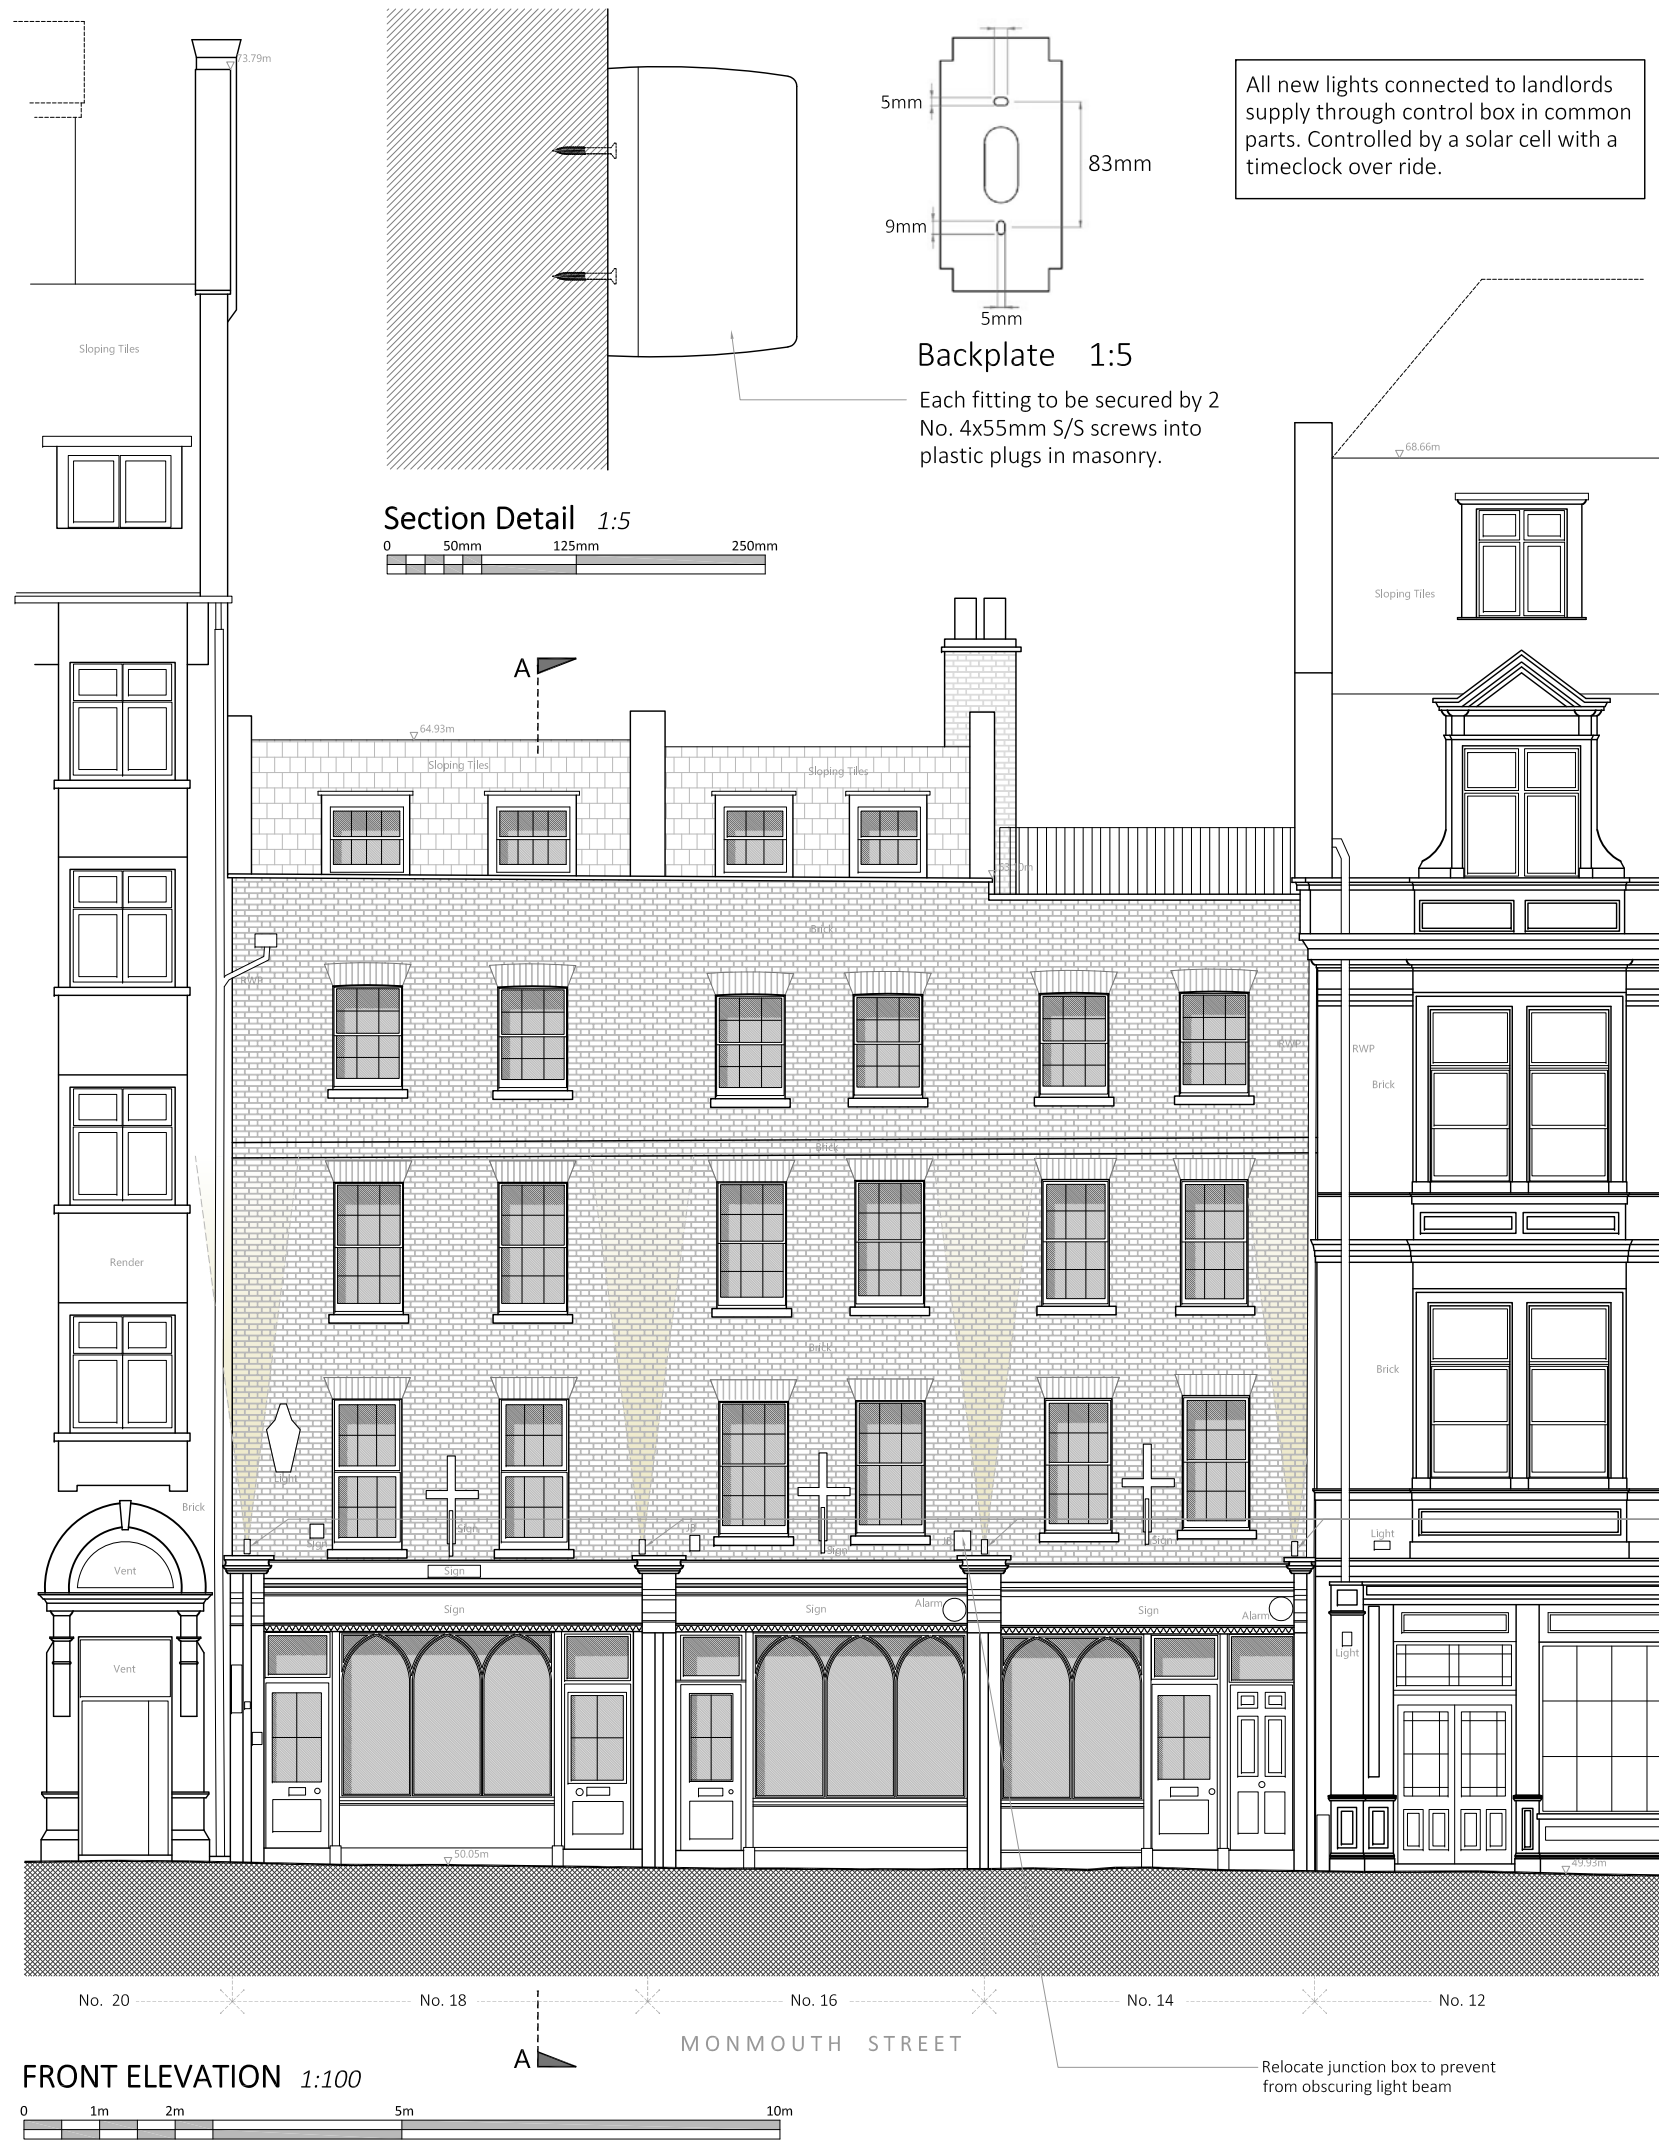 73.79m
5mm
83mm
9mm
5mm
Backplate 1:5
Each fitting to be secured by 2
No. 4x55mm S/S screws into
plastic plugs in masonry.
All new lights connected to landlords
supply through control box in common
parts. Controlled by a solar cell with a
timeclock over ride.
Sloping Tiles
68.66m
Section Detail 1:5
0 50mm 125mm 250mm
Sloping Tiles
A
64.93m
Sloping Tiles
Sloping Tiles
Brick
RWP
RWP
RWP
Brick
Brick
Render
Brick
Brick
Light
Brick
Sign
Sign
JB
Sign
JB
Sign
Light
Vent
Sign
Sign
Sign
Alarm
Sign
Alarm
Light
Vent
50.05m
49.93m
No. 20
No. 18
No. 16
No. 14
No. 12
MONMOUTH STREET
A
Relocate junction box to prevent
from obscuring light beam
FRONT ELEVATION 1:100
0 1m 2m 5m 10m